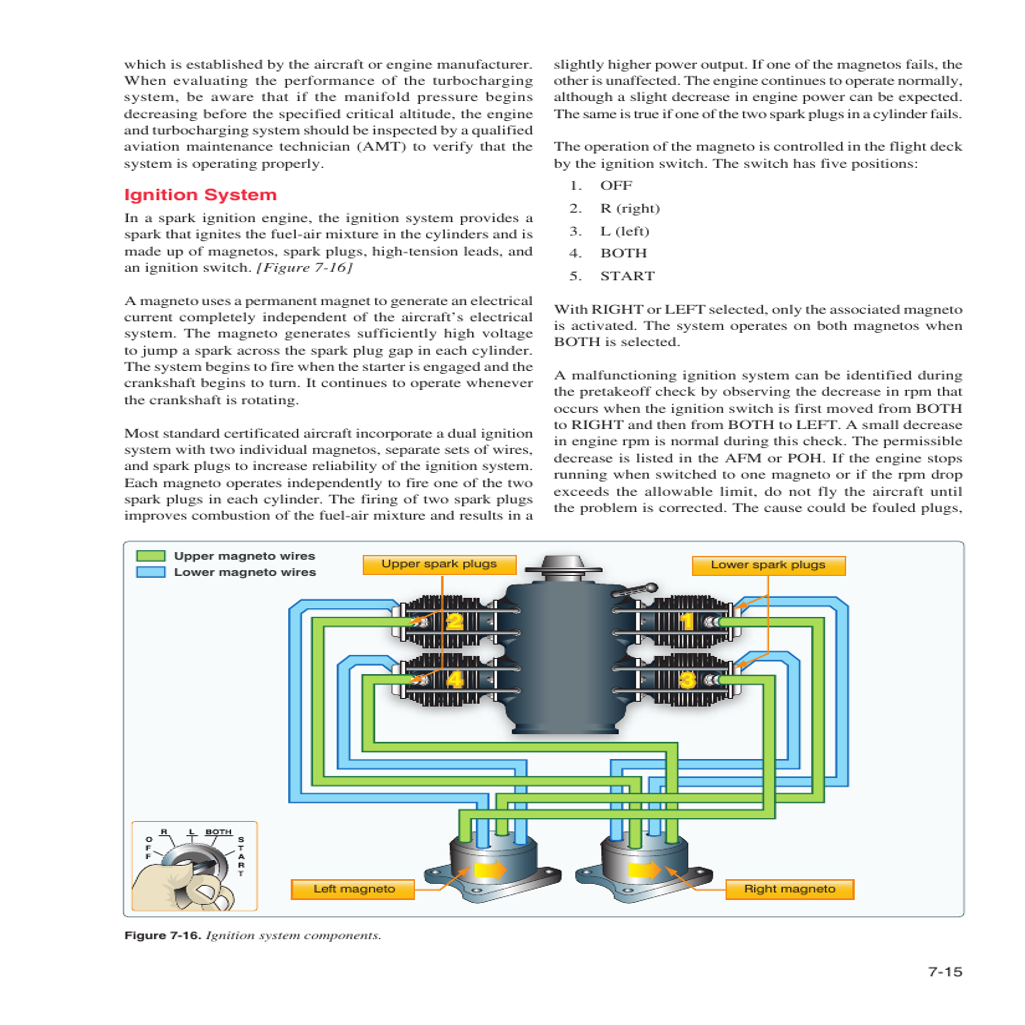 which is established by the aircraft or engine manufacturer.
When evaluating the performance of the turbocharging
system, be aware that if the manifold pressure begins
decreasing before the specified critical altitude, the engine
and turbocharging system should be inspected by a qualified
aviation maintenance technician (AMT) to verify that the
system is operating properly.
Ignition System
In a spark ignition engine, the ignition system provides a
spark that ignites the fuel-air mixture in the cylinders and is
made up of magnetos, spark plugs, high-tension leads, and
an ignition switch. [Figure 7-16]
A magneto uses a permanent magnet to generate an electrical
current completely independent of the aircraft’s electrical
system. The magneto generates sufficiently high voltage
to jump a spark across the spark plug gap in each cylinder.
The system begins to fire when the starter is engaged and the
crankshaft begins to turn. It continues to operate whenever
the crankshaft is rotating.
Most standard certificated aircraft incorporate a dual ignition
system with two individual magnetos, separate sets of wires,
and spark plugs to increase reliability of the ignition system.
Each magneto operates independently to fire one of the two
spark plugs in each cylinder. The firing of two spark plugs
improves combustion of the fuel-air mixture and results in a
slightly higher power output. If one of the magnetos fails, the
other is unaffected. The engine continues to operate normally,
although a slight decrease in engine power can be expected.
The same is true if one of the two spark plugs in a cylinder fails.
The operation of the magneto is controlled in the flight deck
by the ignition switch. The switch has five positions:
1. OFF
2. R (right)
3. L (left)
4. BOTH
5. START
With RIGHT or LEFT selected, only the associated magneto
is activated. The system operates on both magnetos when
BOTH is selected.
A malfunctioning ignition system can be identified during
the pretakeoff check by observing the decrease in rpm that
occurs when the ignition switch is first moved from BOTH
to RIGHT and then from BOTH to LEFT. A small decrease
in engine rpm is normal during this check. The permissible
decrease is listed in the AFM or POH. If the engine stops
running when switched to one magneto or if the rpm drop
exceeds the allowable limit, do not fly the aircraft until
the problem is corrected. The cause could be fouled plugs,
Upper magneto wires
Lower magneto wires
Upper spark plugs
Lower spark plugs
2
1
4
3
OFF
R
L
BOTH
START
Left magneto
Right magneto
Figure 7-16. Ignition system components.
7-15